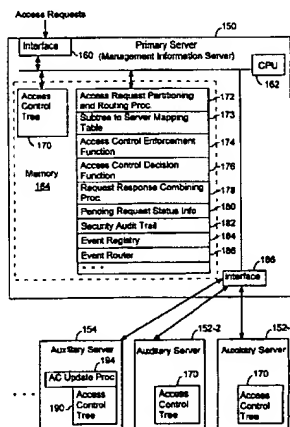 Access Requests
150
Interface
160
Primary Server
(Management Information Server)
CPU
162
Access Control Tree
170
Memory
164
Access Request Partitioning and Routing Proc.
172
Subtree to Server Mapping Table
173
Access Control Enforcement Function
174
Access Control Decision Function
176
Request Response Combining Proc.
178
Pending Request Status Info
180
Security Audit Trail
182
Event Registry
184
Event Router
186
. . .
186
Interface
154
Auxiliary Server
194
AC Update Proc
190
Access Control Tree
152-2
Auxiliary Server
170
Access Control Tree
152-
Auxiliary Server
170
Access Control Tree
. . . .